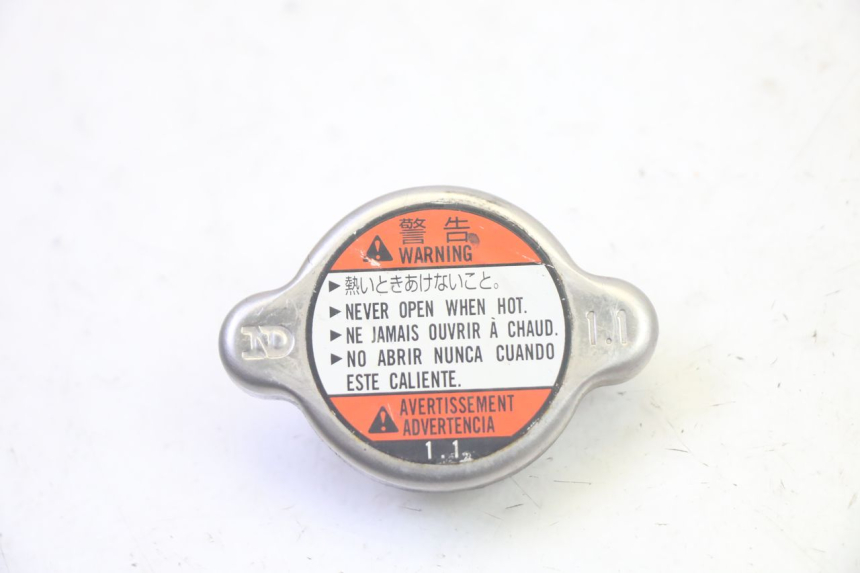 警告
WARNING
▶熱いときあけないこと。
▶NEVER OPEN WHEN HOT.
▶NE JAMAIS OUVRIR À CHAUD.
▶NO ABRIR NUNCA CUANDO
ESTE CALIENTE.
AVERTISSEMENT
ADVERTENCIA
1.1
ND
1.1